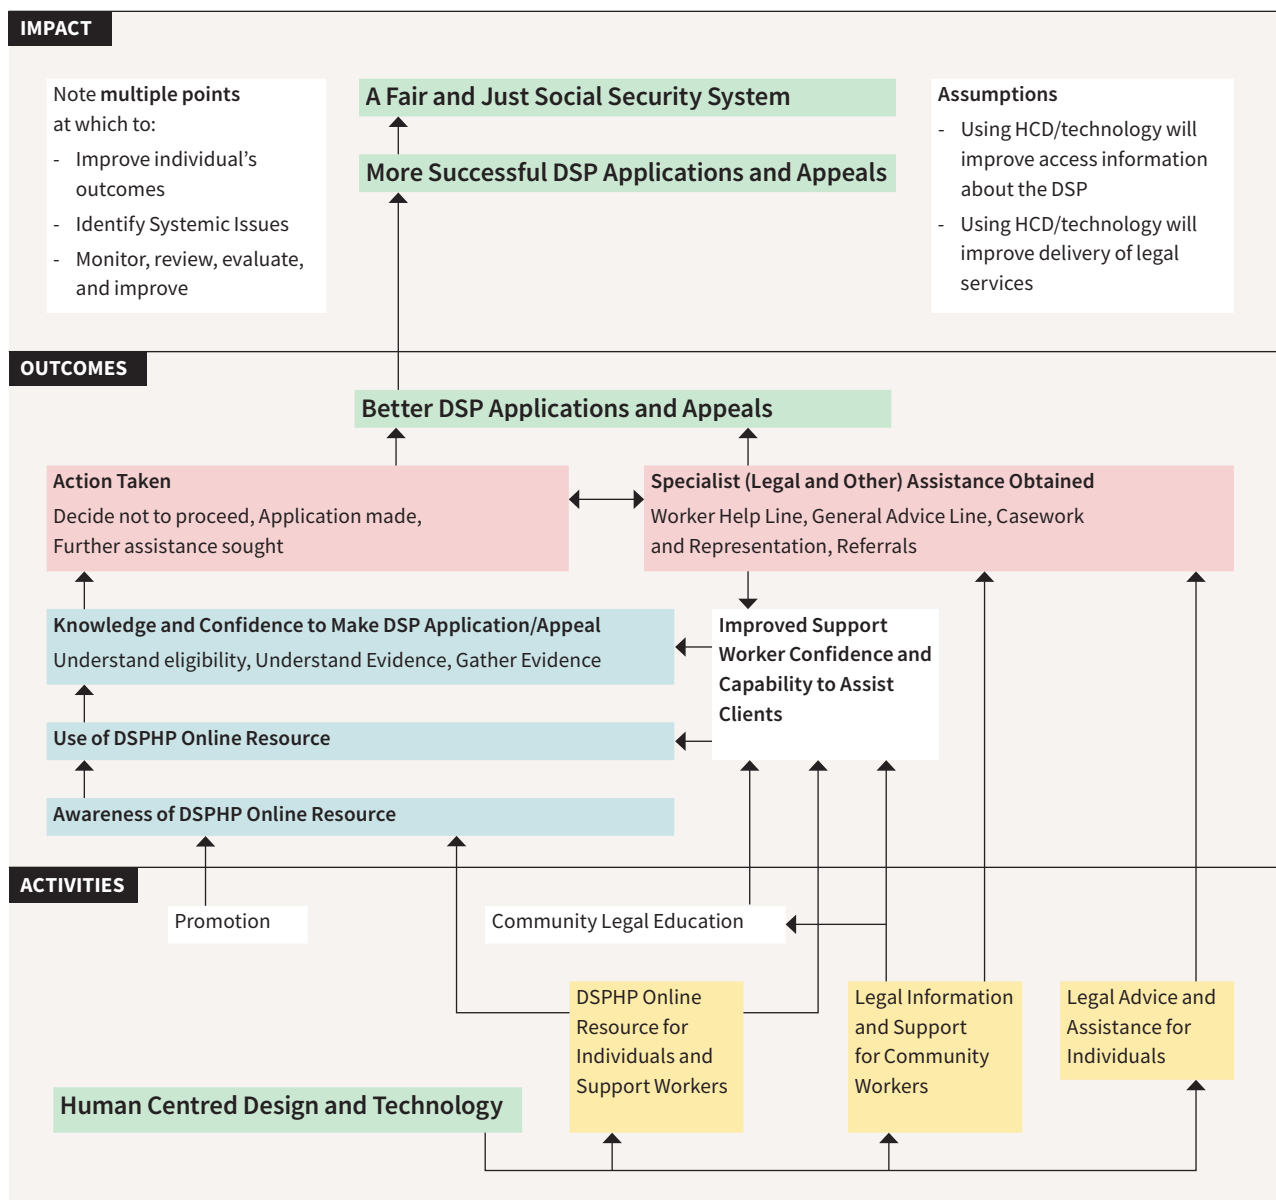 IMPACT
Note multiple points
at which to:
- Improve individual's
outcomes
- Identify Systemic Issues
- Monitor, review, evaluate,
and improve
A Fair and Just Social Security System
More Successful DSP Applications and Appeals
Assumptions
- Using HCD/technology will
improve access information
about the DSP
- Using HCD/technology will
improve delivery of legal
services
OUTCOMES
Better DSP Applications and Appeals
Action Taken
Decide not to proceed, Application made,
Further assistance sought
Specialist (Legal and Other) Assistance Obtained
Worker Help Line, General Advice Line, Casework
and Representation, Referrals
Knowledge and Confidence to Make DSP Application/Appeal
Understand eligibility, Understand Evidence, Gather Evidence
Improved Support
Worker Confidence and
Capability to Assist
Clients
Use of DSPHP Online Resource
Awareness of DSPHP Online Resource
ACTIVITIES
Promotion
Community Legal Education
DSPHP Online
Resource for
Individuals and
Support Workers
Legal Information
and Support
for Community
Workers
Legal Advice and
Assistance for
Individuals
Human Centred Design and Technology